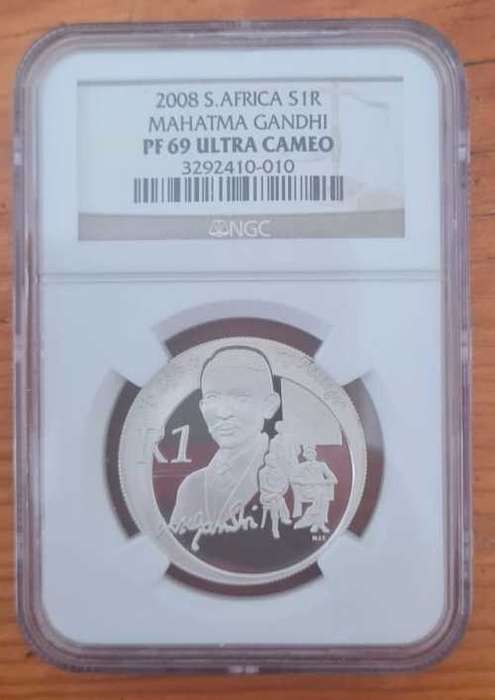 2008 S.AFRICA S1R
MAHATMA GANDHI
PF 69 ULTRA CAMEO
3292410-010
NGC
R1